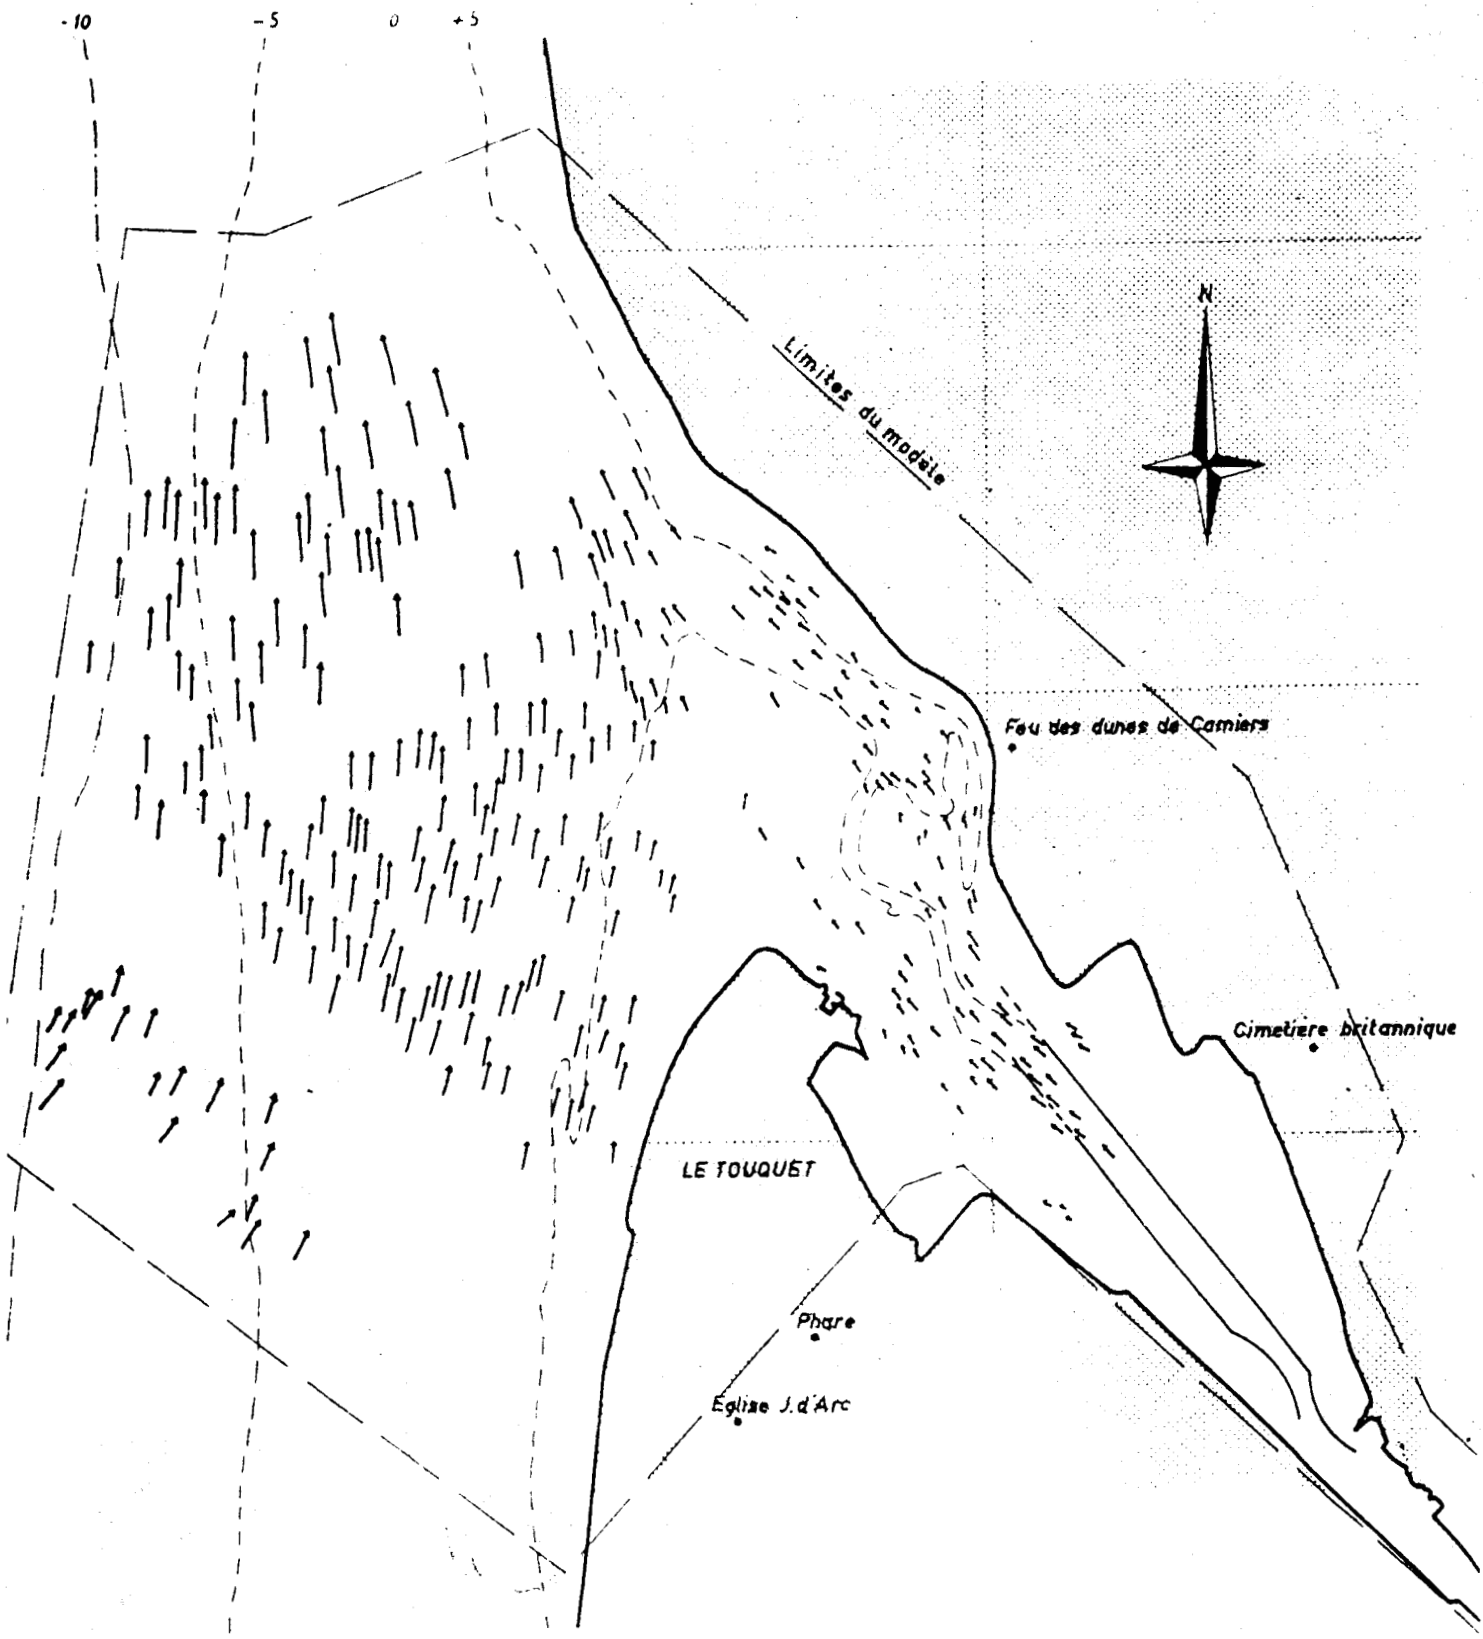 -10 -5 0 +5
N
Limites du modèle
Feu des dunes de Camiers
Cimetière britannique
LE TOUQUET
Phare
Eglise J. d'Arc